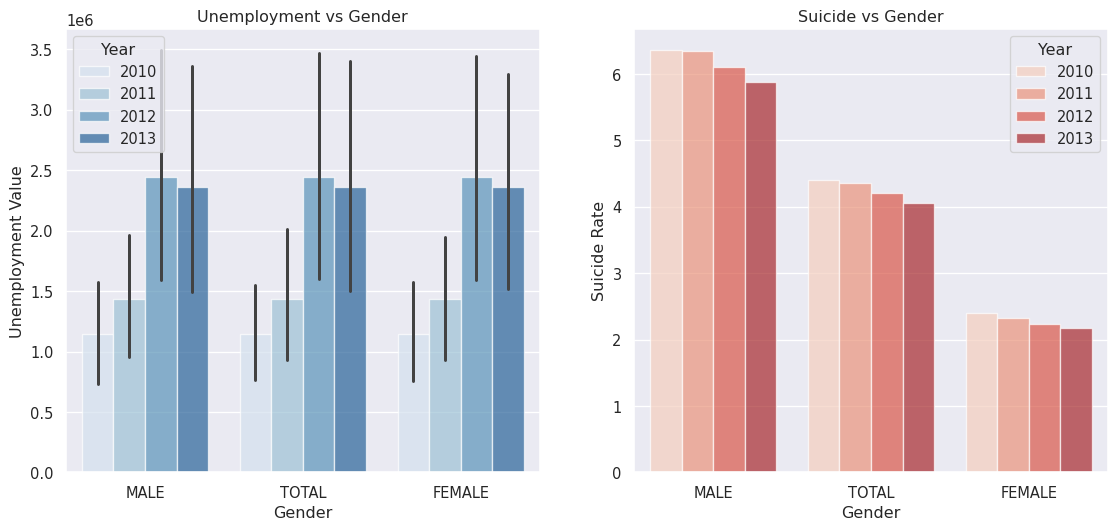 Unemployment vs Gender
1e6
Unemployment Value
3.5
3.0
2.5
2.0
1.5
1.0
0.5
0.0
Year
2010
2011
2012
2013
MALE
TOTAL
FEMALE
Gender
Suicide vs Gender
Suicide Rate
6
5
4
3
2
1
0
Year
2010
2011
2012
2013
MALE
TOTAL
FEMALE
Gender